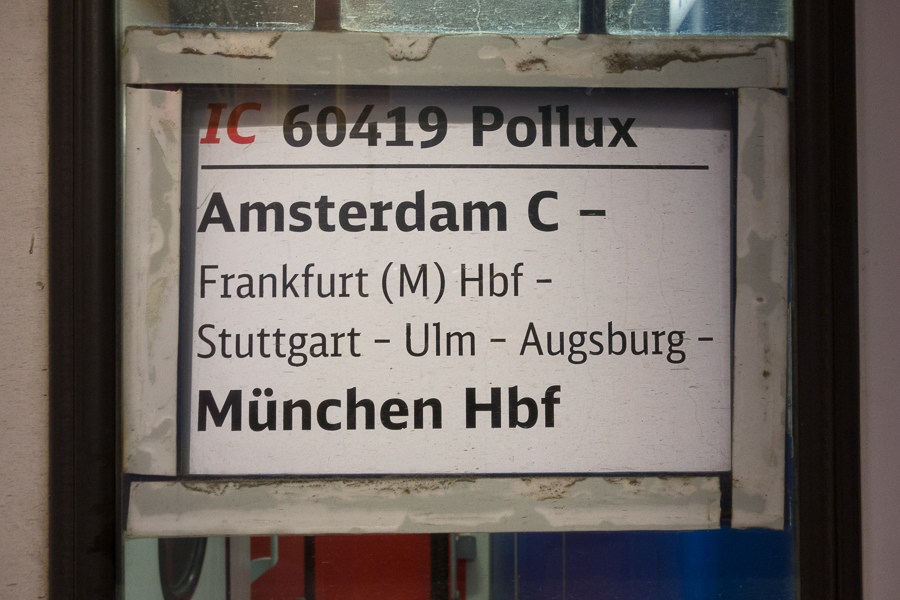 IC 60419 Pollux
Amsterdam C –
Frankfurt (M) Hbf –
Stuttgart – Ulm – Augsburg –
München Hbf